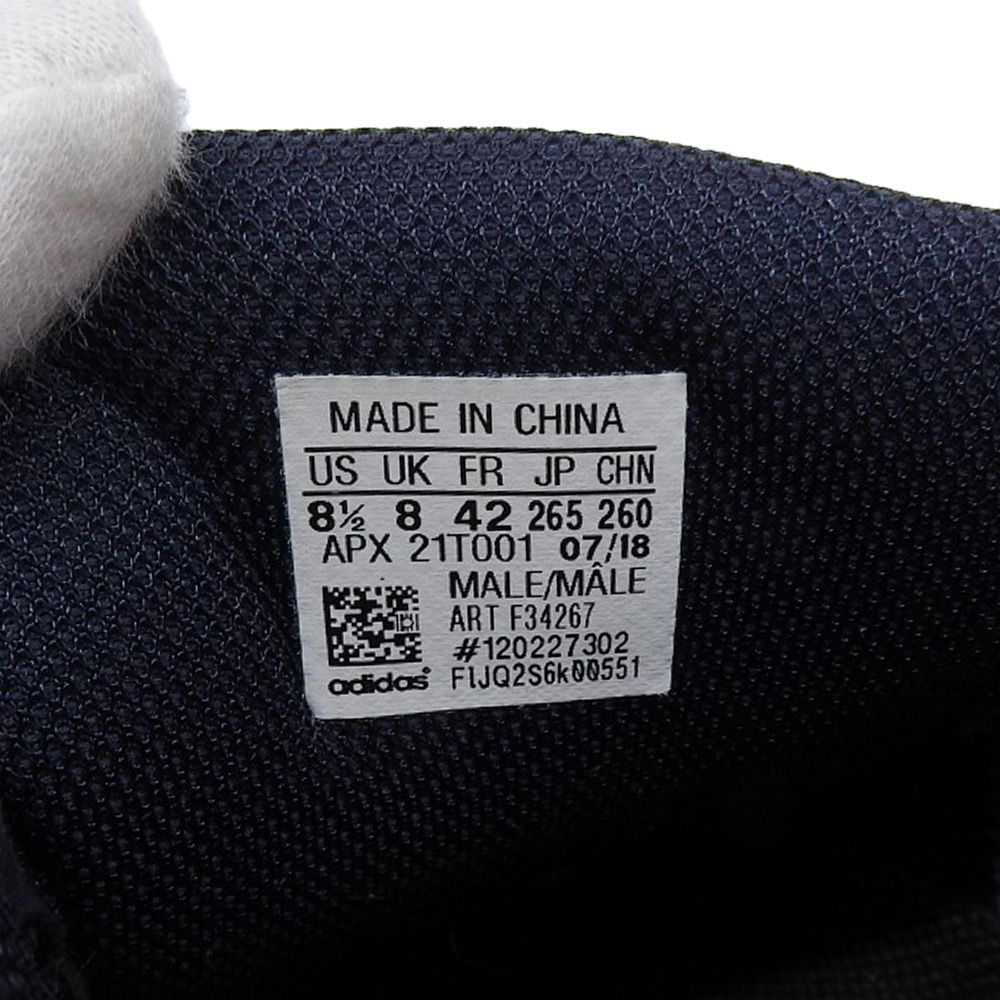 MADE IN CHINA
US UK FR JP CHN
8½ 8 42 265 260
APX 21T001 07/18
MALE/MÂLE
ART F34267
#120227302
adidas FIJQ2S6k00551